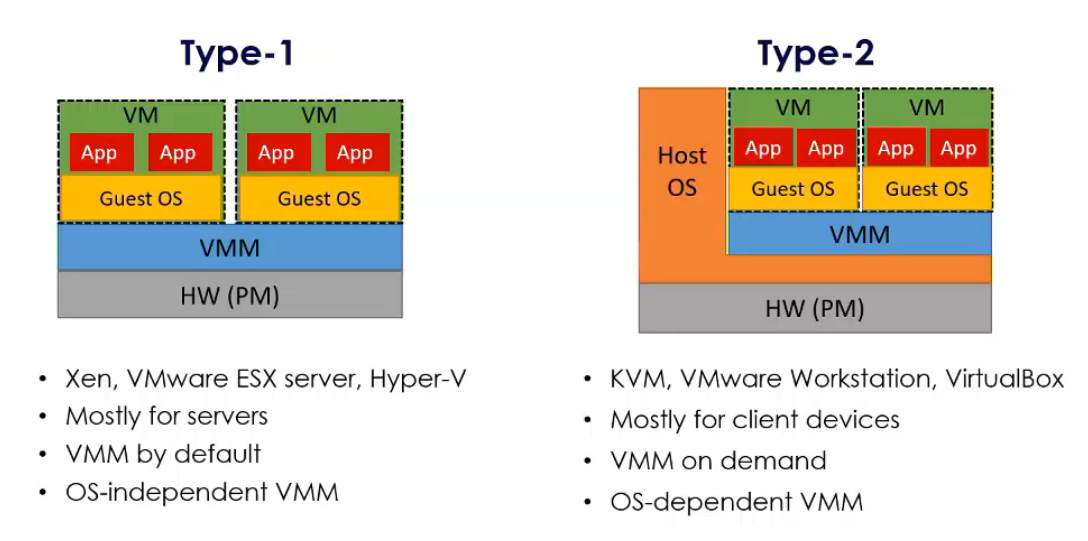 Type-1
VM VM
App App App App
Guest OS Guest OS
VMM
HW (PM)
• Xen, VMware ESX server, Hyper-V
• Mostly for servers
• VMM by default
• OS-independent VMM
Type-2
Host
OS
VM VM
App App App App
Guest OS Guest OS
VMM
HW (PM)
• KVM, VMware Workstation, VirtualBox
• Mostly for client devices
• VMM on demand
• OS-dependent VMM